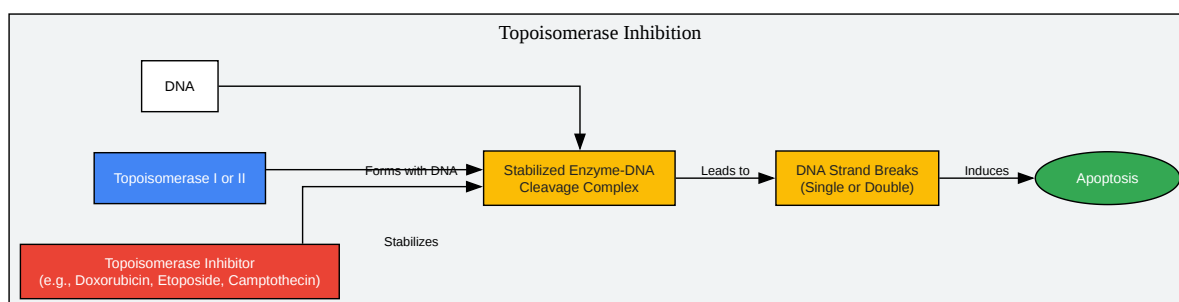 Topoisomerase Inhibition
DNA
Topoisomerase I or II
Forms with DNA
Stabilized Enzyme-DNA
Cleavage Complex
Leads to
DNA Strand Breaks
(Single or Double)
Induces
Apoptosis
Stabilizes
Topoisomerase Inhibitor
(e.g., Doxorubicin, Etoposide, Camptothecin)